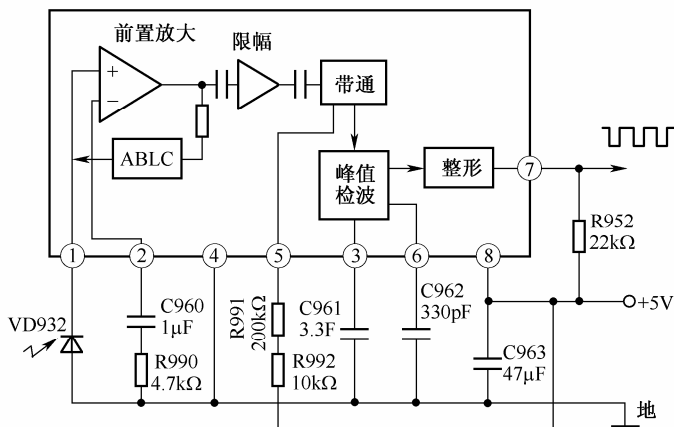 前置放大
限幅
带通
+
−
ABLC
峰值
检波
整形
7
1
2
4
5
3
6
8
R952
22kΩ
+5V
VD932
C960
1μF
R990
4.7kΩ
R991
200kΩ
R992
10kΩ
C961
3.3F
C962
330pF
C963
47μF
地